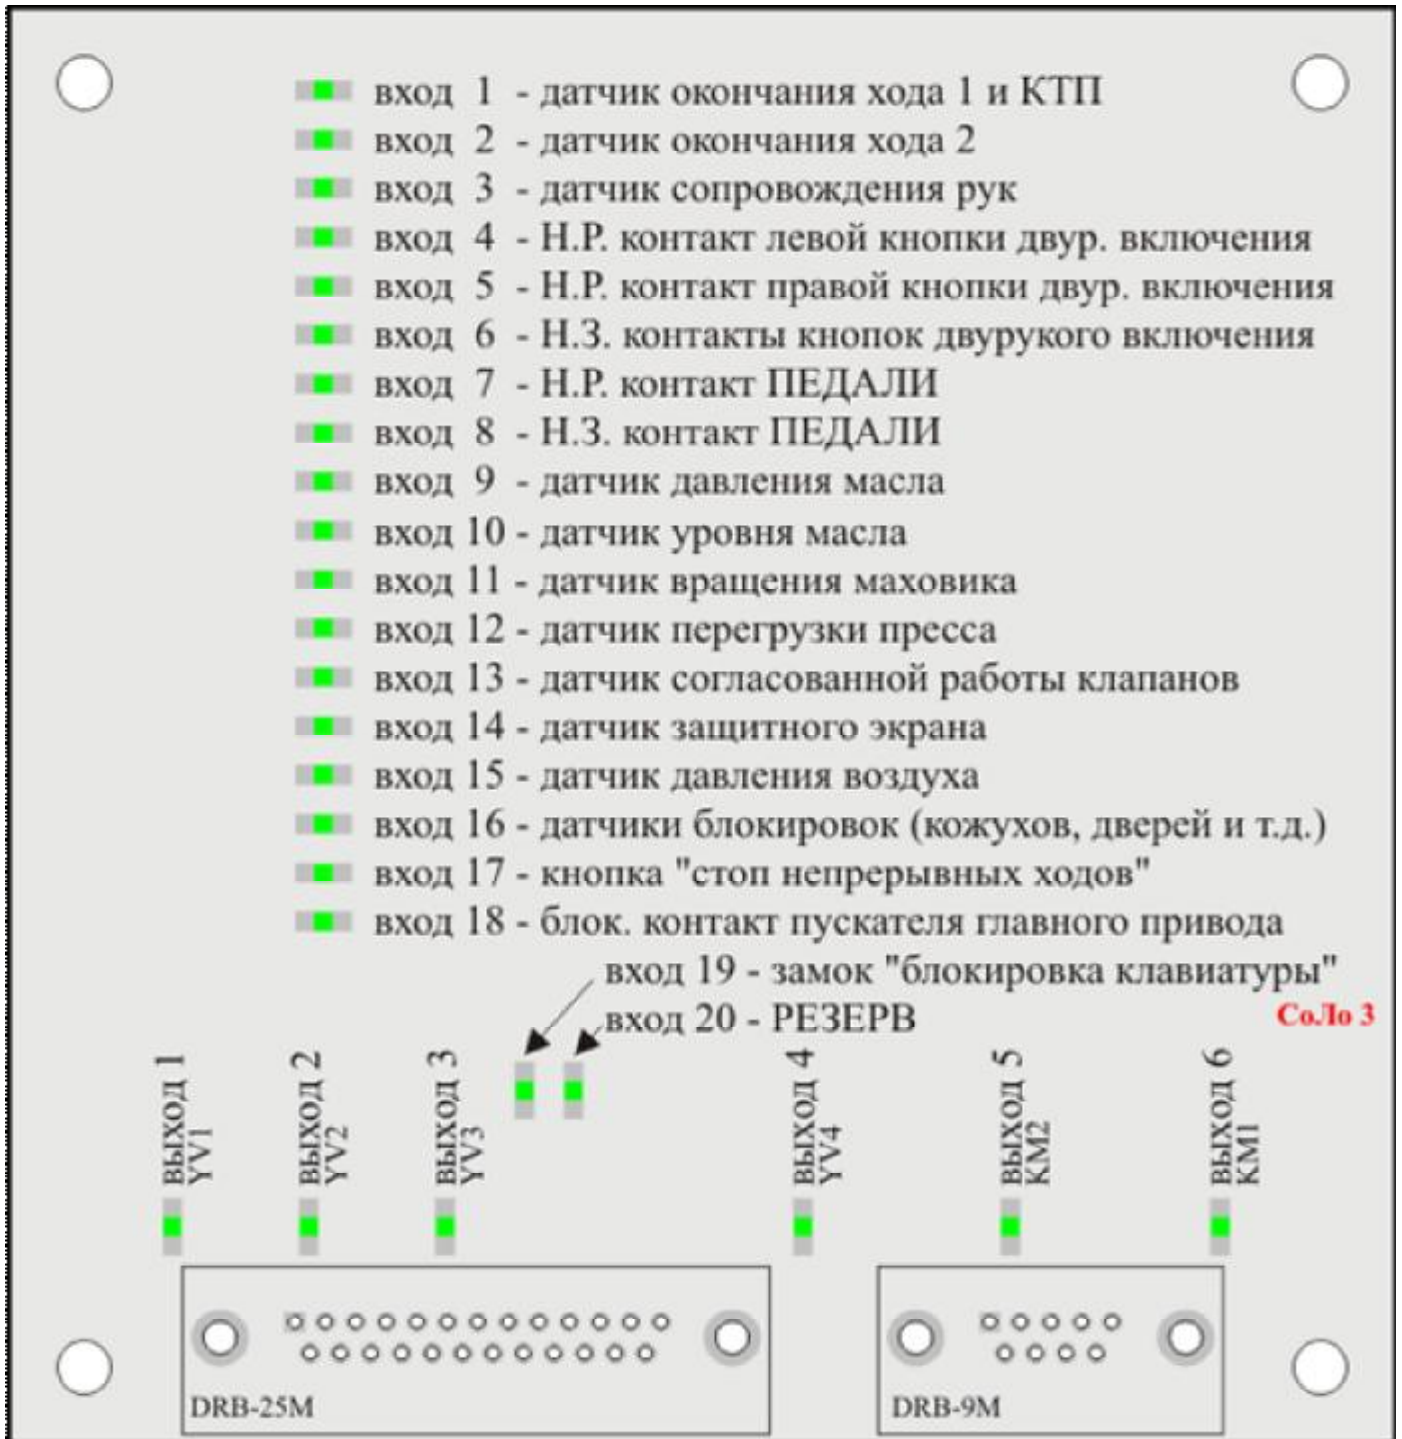 вход 1 - датчик окончания хода 1 и КТП
вход 2 - датчик окончания хода 2
вход 3 - датчик сопровождения рук
вход 4 - Н.Р. контакт левой кнопки двур. включения
вход 5 - Н.Р. контакт правой кнопки двур. включения
вход 6 - Н.З. контакты кнопок двурукого включения
вход 7 - Н.Р. контакт ПЕДАЛИ
вход 8 - Н.З. контакт ПЕДАЛИ
вход 9 - датчик давления масла
вход 10 - датчик уровня масла
вход 11 - датчик вращения маховика
вход 12 - датчик перегрузки пресса
вход 13 - датчик согласованной работы клапанов
вход 14 - датчик защитного экрана
вход 15 - датчик давления воздуха
вход 16 - датчики блокировок (кожухов, дверей и т.д.)
вход 17 - кнопка "стоп непрерывных ходов"
вход 18 - блок. контакт пускателя главного привода
вход 19 - замок "блокировка клавиатуры"
вход 20 - РЕЗЕРВ
СоЛо 3
выход 1
YV1
выход 2
YV2
выход 3
YV3
выход 4
YV4
выход 5
KM2
выход 6
KM1
DRB-25M
DRB-9M